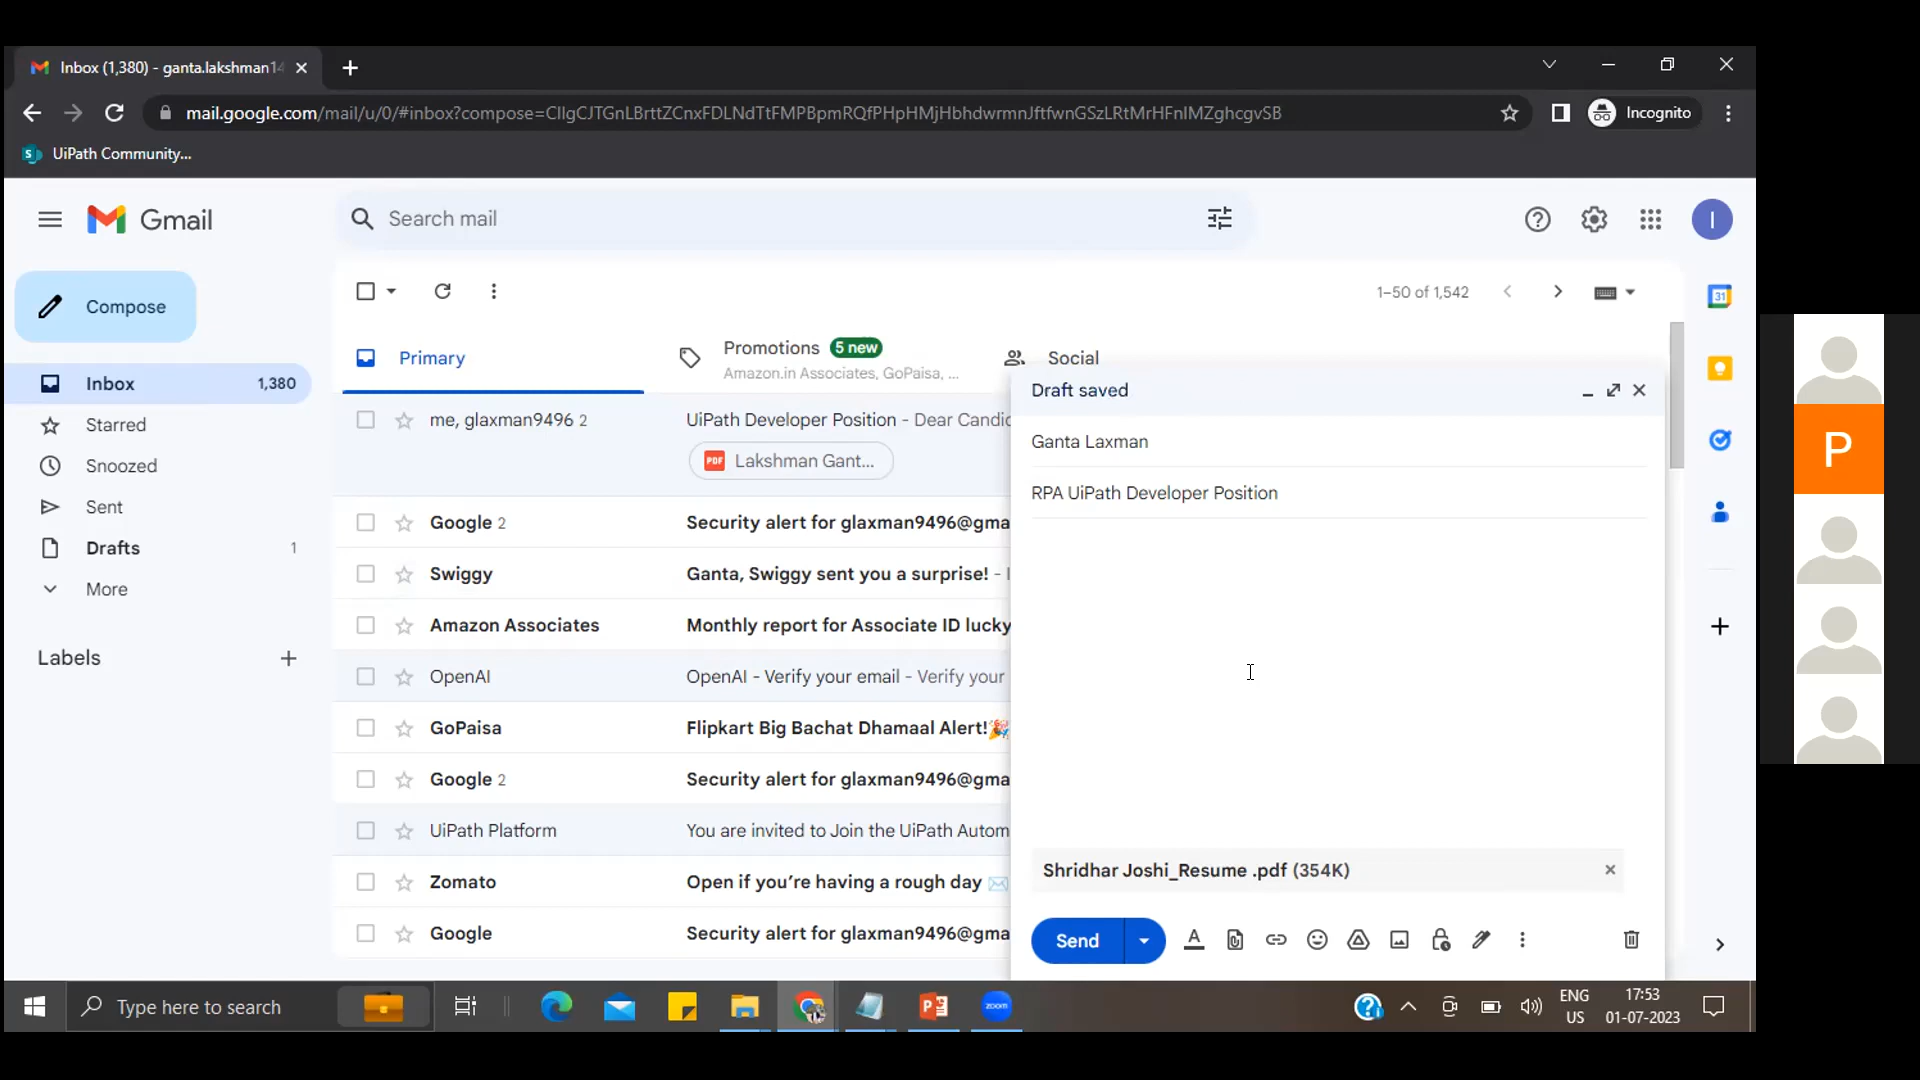 Inbox (1,380) - ganta.lakshman14
mail.google.com/mail/u/0/#inbox?compose=CllgCJTGnLBrttZCnxFDLNdTtFMPBpmRQfPHpHMjHbhdwrmnJftfwnGSzLRtMrHFnIMZghcgvSB
Incognito
S UiPath Community...
Gmail
Search mail
I
Compose
1–50 of 1,542
31
Primary
Promotions 5 new
Amazon.in Associates, GoPaisa, ...
Social
Inbox 1,380
Starred
Snoozed
Sent
Drafts 1
More
Labels
me, glaxman9496 2 UiPath Developer Position - Dear Candic
PDF Lakshman Gant...
Google 2 Security alert for glaxman9496@gma
Swiggy Ganta, Swiggy sent you a surprise! -
Amazon Associates Monthly report for Associate ID lucky
OpenAI OpenAI - Verify your email - Verify your
GoPaisa Flipkart Big Bachat Dhamaal Alert!🎉
Google 2 Security alert for glaxman9496@gma
UiPath Platform You are invited to Join the UiPath Autom
Zomato Open if you’re having a rough day ✉️
Google Security alert for glaxman9496@gma
Draft saved
Ganta Laxman
RPA UiPath Developer Position
Shridhar Joshi_Resume .pdf (354K)
Send
P
Type here to search
zoom
ENG
US
17:53
01-07-2023